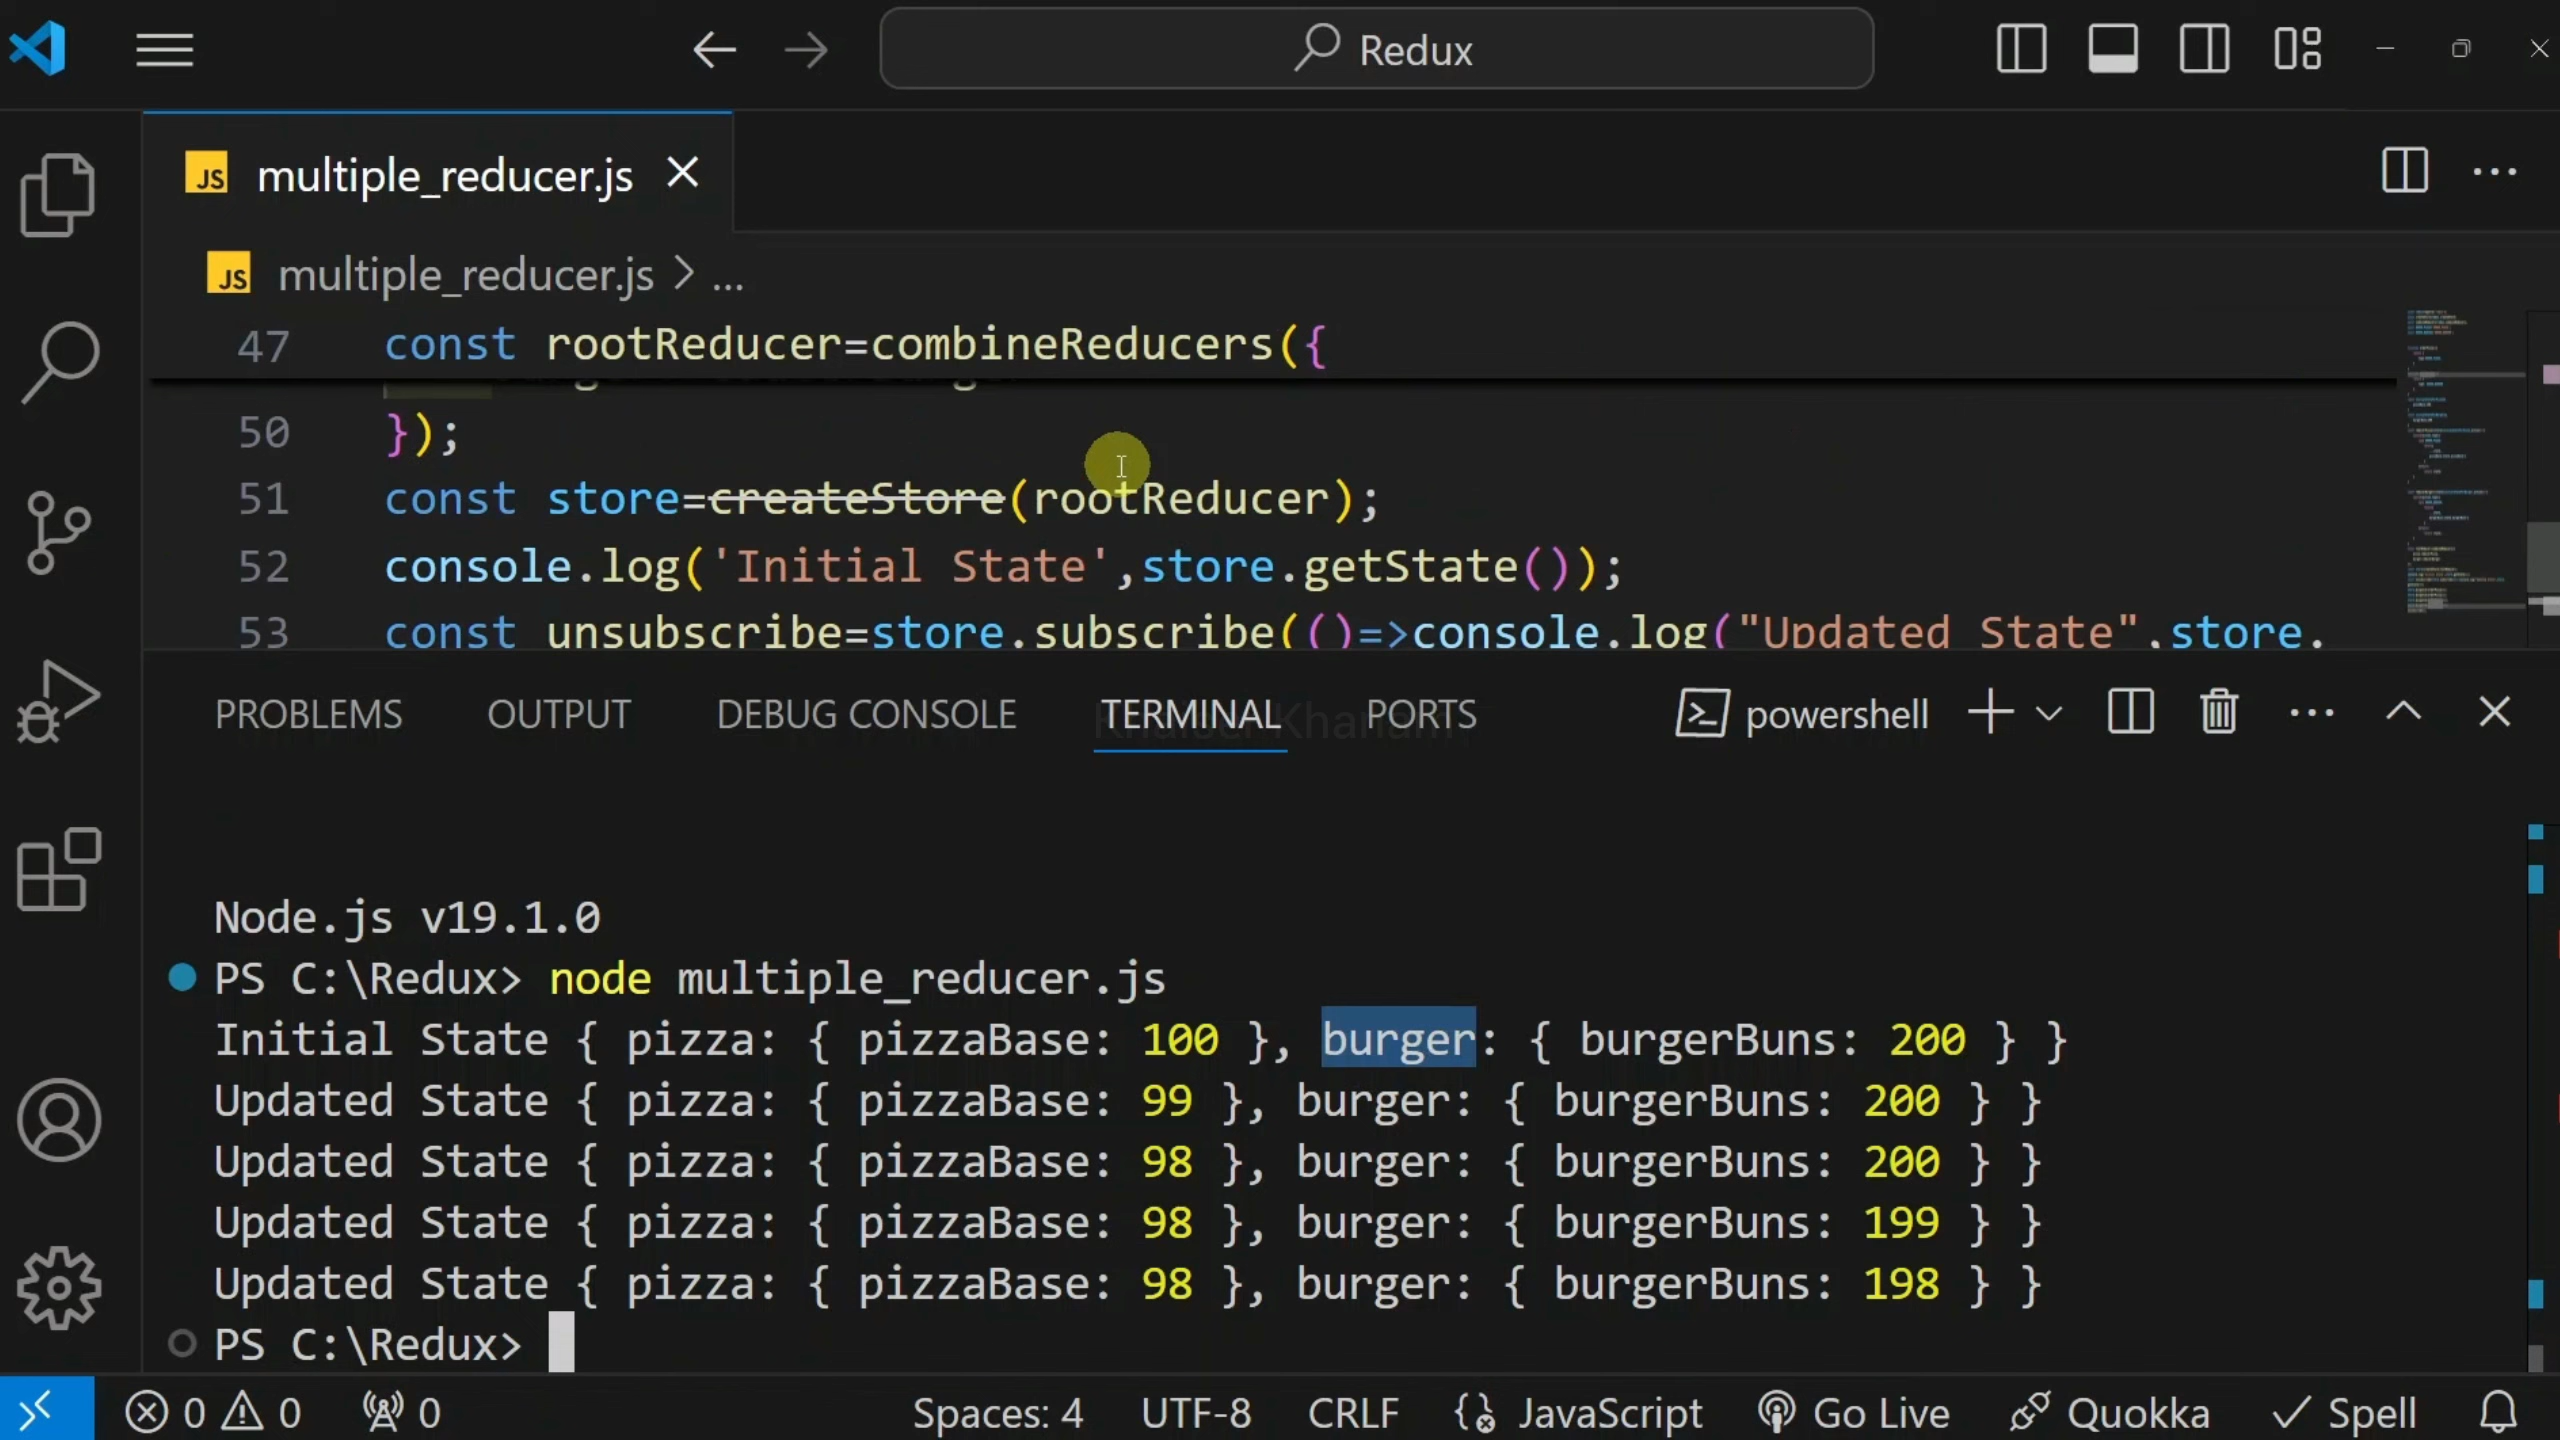 Redux
JS multiple_reducer.js
JS multiple_reducer.js > ...
47 const rootReducer=combineReducers({
50 });
51 const store=createStore(rootReducer);
52 console.log('Initial State',store.getState());
53 const unsubscribe=store.subscribe(()=>console.log("Updated State",store.
PROBLEMS OUTPUT DEBUG CONSOLE TERMINAL PORTS powershell
Khanam
Node.js v19.1.0
PS C:\Redux> node multiple_reducer.js
Initial State { pizza: { pizzaBase: 100 }, burger: { burgerBuns: 200 } }
Updated State { pizza: { pizzaBase: 99 }, burger: { burgerBuns: 200 } }
Updated State { pizza: { pizzaBase: 98 }, burger: { burgerBuns: 200 } }
Updated State { pizza: { pizzaBase: 98 }, burger: { burgerBuns: 199 } }
Updated State { pizza: { pizzaBase: 98 }, burger: { burgerBuns: 198 } }
PS C:\Redux>
0 0 0 Spaces: 4 UTF-8 CRLF JavaScript Go Live Quokka Spell